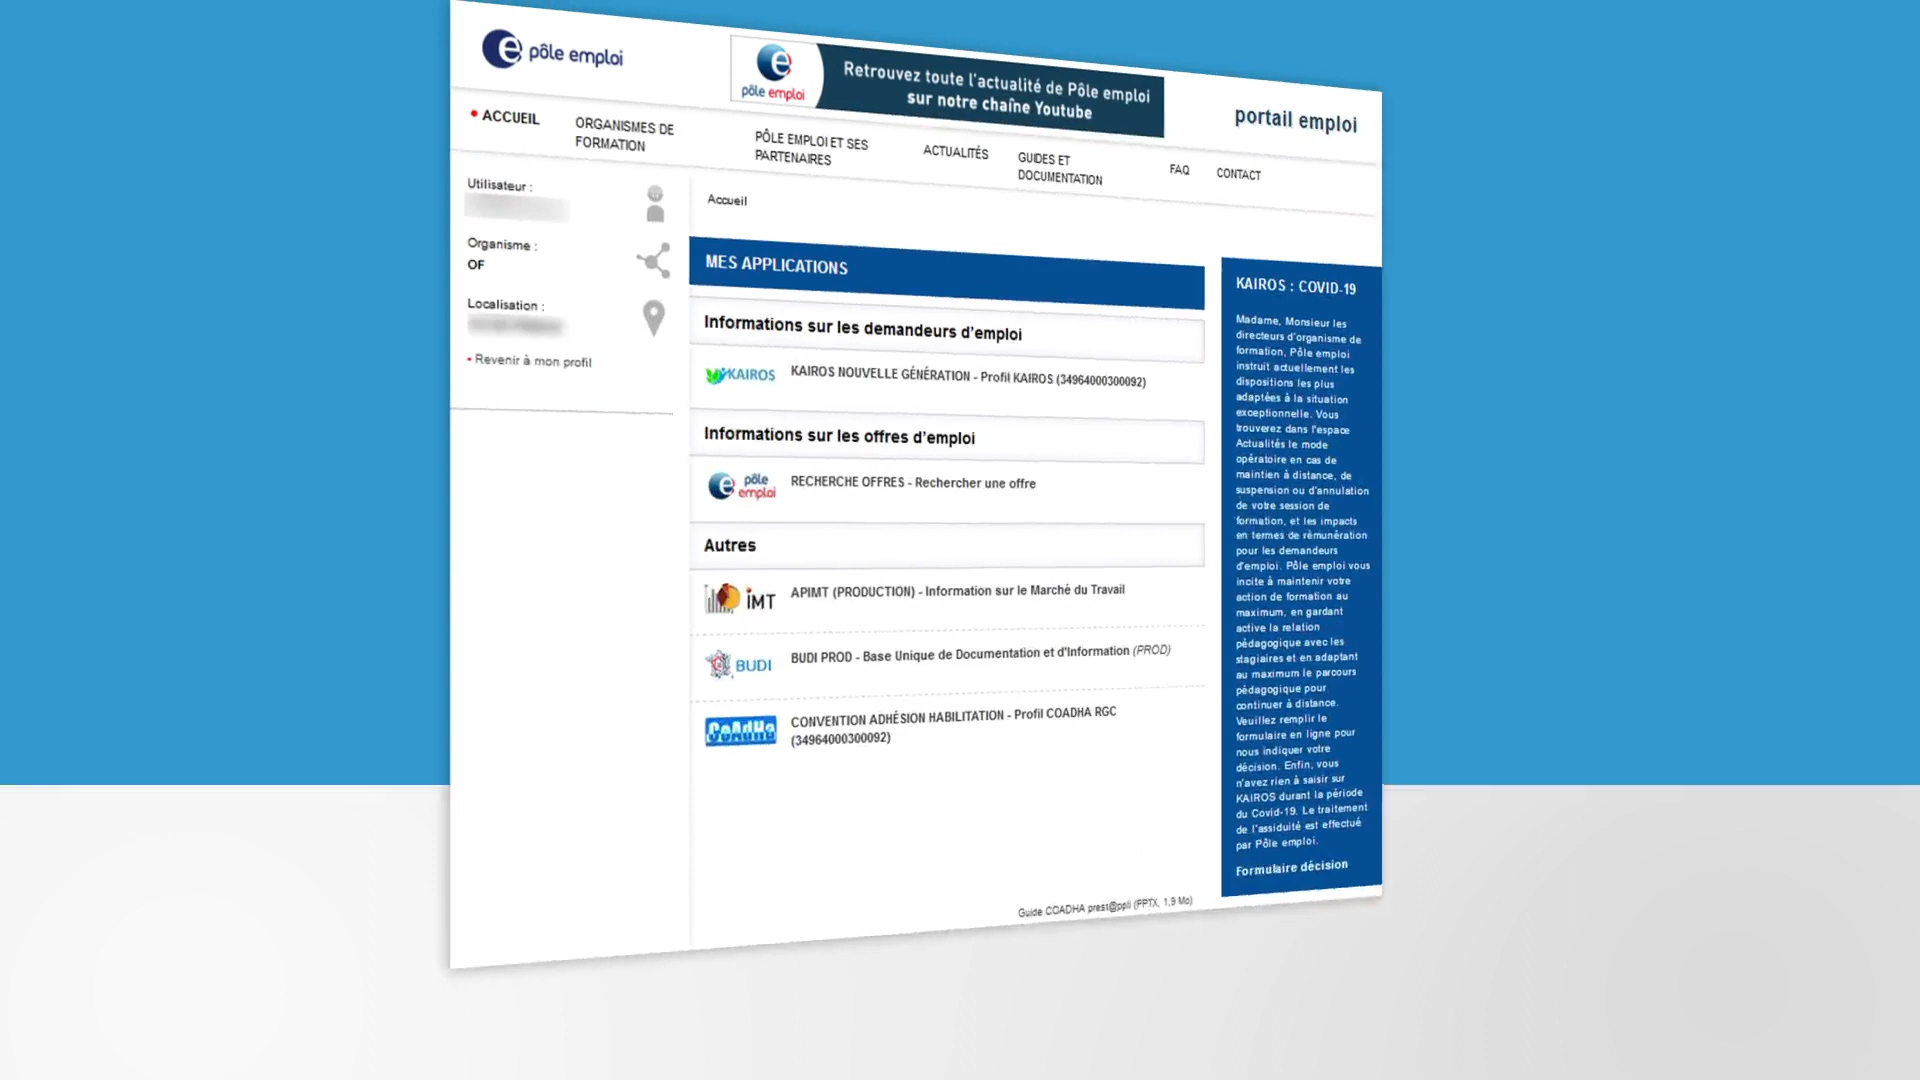 pôle emploi
pôle emploi
Retrouvez toute l'actualité de Pôle emploi
sur notre chaîne Youtube
portail emploi
ACCUEIL
ORGANISMES DE
FORMATION
PÔLE EMPLOI ET SES
PARTENAIRES
ACTUALITÉS
GUIDES ET
DOCUMENTATION
FAQ
CONTACT
Utilisateur :
Organisme :
OF
Localisation :
Revenir à mon profil
Accueil
MES APPLICATIONS
Informations sur les demandeurs d'emploi
KAIROS
KAIROS NOUVELLE GÉNÉRATION - Profil KAIROS (34964000300092)
Informations sur les offres d'emploi
pôle
emploi
RECHERCHE OFFRES - Rechercher une offre
Autres
iMT
APIMT (PRODUCTION) - Information sur le Marché du Travail
BUDI
BUDI PROD - Base Unique de Documentation et d'Information (PROD)
CoAdHa
CONVENTION ADHÉSION HABILITATION - Profil COADHA RGC
(34964000300092)
Guide COADHA prest@ppli (PPTX, 1,9 Mo)
KAIROS : COVID-19
Madame, Monsieur les
directeurs d'organisme de
formation, Pôle emploi
instruit actuellement les
dispositions les plus
adaptées à la situation
exceptionnelle. Vous
trouverez dans l'espace
Actualités le mode
opératoire en cas de
maintien à distance, de
suspension ou d'annulation
de votre session de
formation, et les impacts
en termes de rémunération
pour les demandeurs
d'emploi. Pôle emploi vous
incite à maintenir votre
action de formation au
maximum, en gardant
active la relation
pédagogique avec les
stagiaires et en adaptant
au maximum le parcours
pédagogique pour
continuer à distance.
Veuillez remplir le
formulaire en ligne pour
nous indiquer votre
décision. Enfin, vous
n'avez rien à saisir sur
KAIROS durant la période
du Covid-19. Le traitement
de l'assiduité est effectué
par Pôle emploi.
Formulaire décision